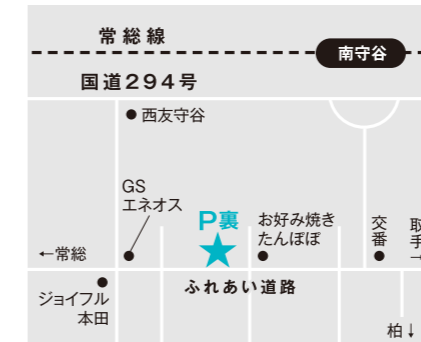 常総線
南守谷
国道294号
西友守谷
GS
エネオス
P裏
お好み焼き
たんぽぽ
交番
取手→
←常総
ジョイフル
本田
ふれあい道路
柏↓